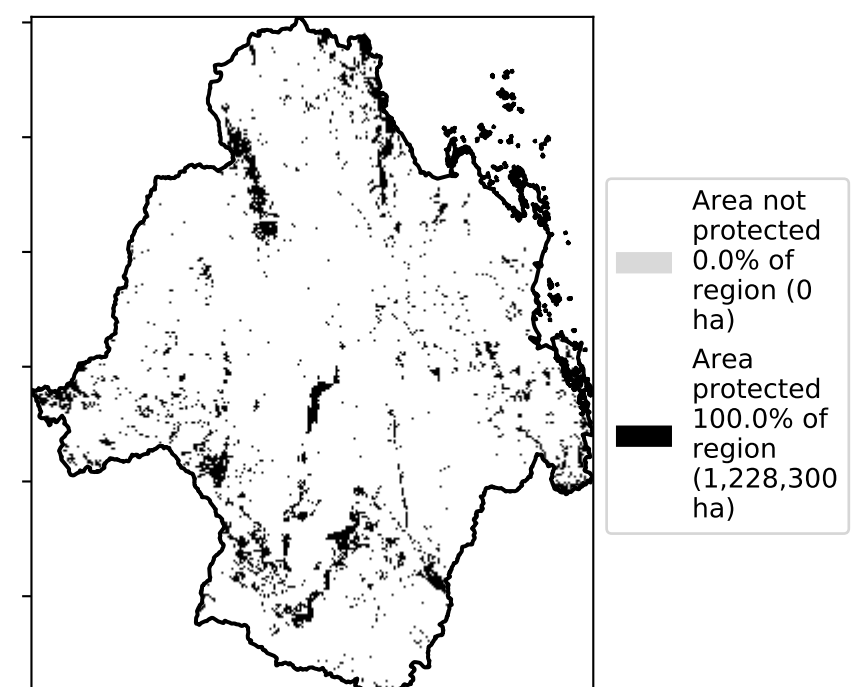 Area not
protected
0.0% of
region (0
ha)
Area
protected
100.0% of
region
(1,228,300
ha)